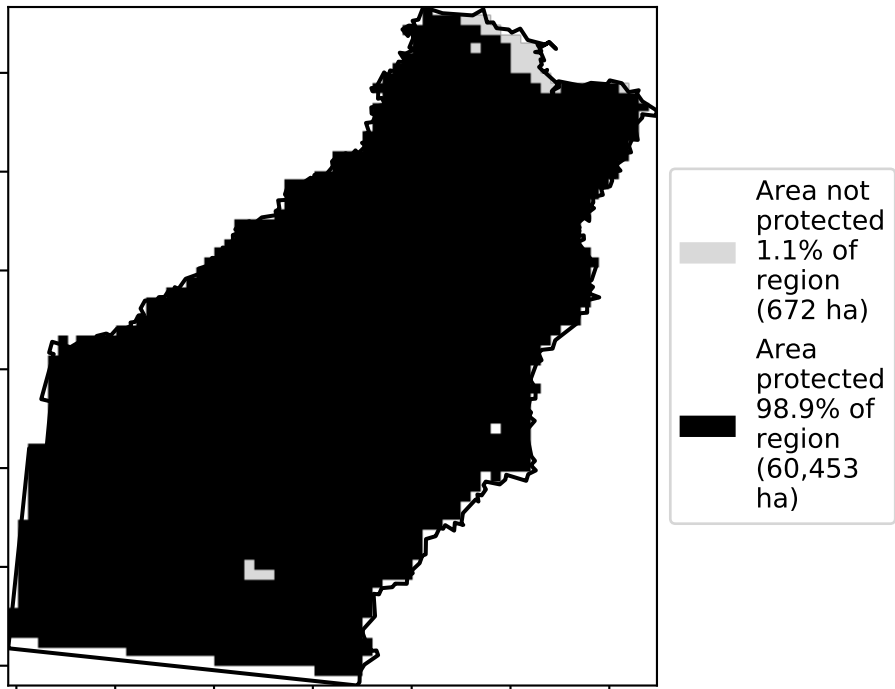 Area not
protected
1.1% of
region
(672 ha)
Area
protected
98.9% of
region
(60,453
ha)